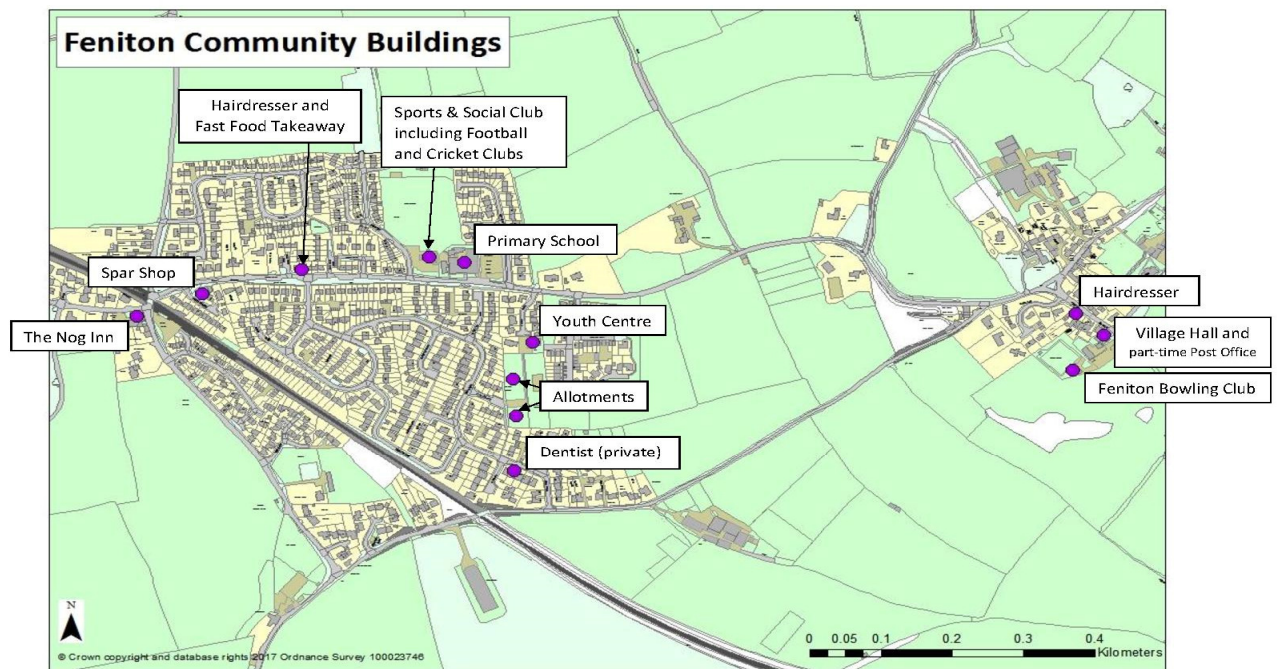 Feniton Community Buildings
Hairdresser and
Fast Food Takeaway
Sports & Social Club
including Football
and Cricket Clubs
Primary School
Spar Shop
Hairdresser
The Nog Inn
Youth Centre
Village Hall and
part-time Post Office
Feniton Bowling Club
Allotments
Dentist (private)
N
0 0.05 0.1 0.2 0.3 0.4
Kilometers
© Crown copyright and database rights 2017 Ordnance Survey 100023746